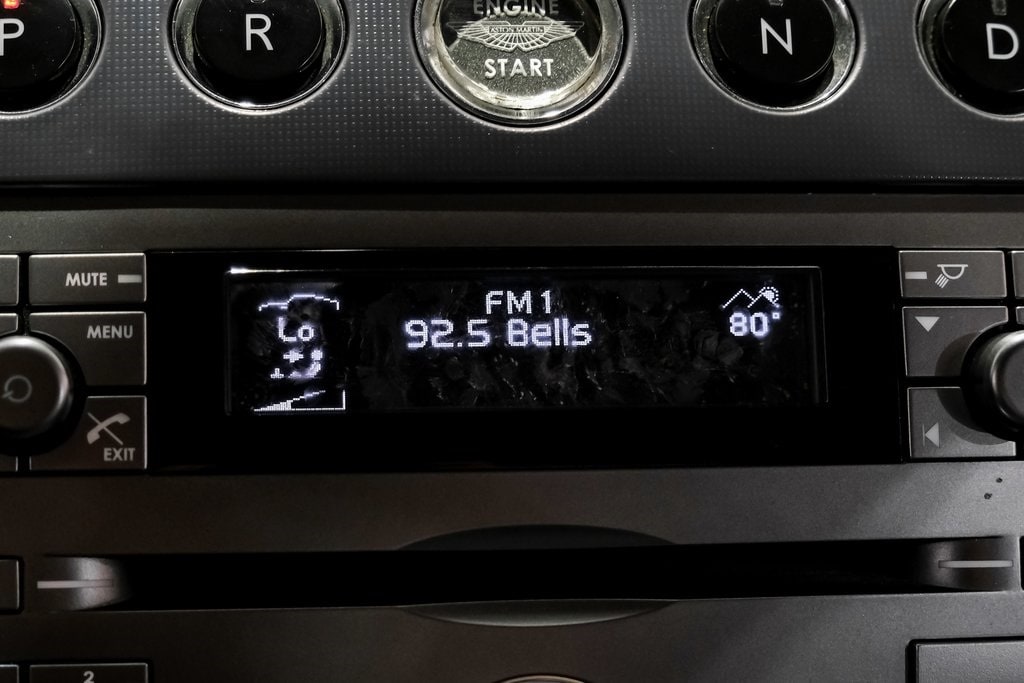 P R ENGINE N D
ASTON MARTIN
START
MUTE
MENU
EXIT
Lo
FM 1
92.5 Bells
80°
2